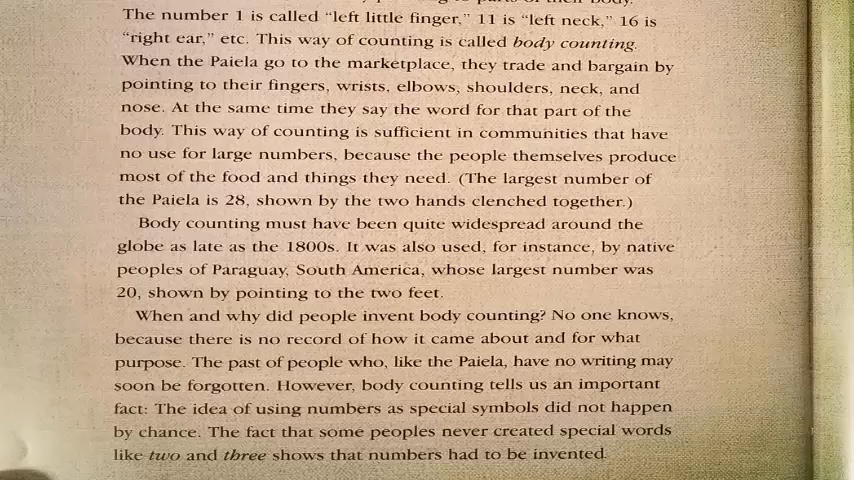 parts of their body.
The number 1 is called “left little finger,” 11 is “left neck,” 16 is
“right ear,” etc. This way of counting is called body counting.
When the Paiela go to the marketplace, they trade and bargain by
pointing to their fingers, wrists, elbows, shoulders, neck, and
nose. At the same time they say the word for that part of the
body. This way of counting is sufficient in communities that have
no use for large numbers, because the people themselves produce
most of the food and things they need. (The largest number of
the Paiela is 28, shown by the two hands clenched together.)
Body counting must have been quite widespread around the
globe as late as the 1800s. It was also used, for instance, by native
peoples of Paraguay, South America, whose largest number was
20, shown by pointing to the two feet.
When and why did people invent body counting? No one knows,
because there is no record of how it came about and for what
purpose. The past of people who, like the Paiela, have no writing may
soon be forgotten. However, body counting tells us an important
fact: The idea of using numbers as special symbols did not happen
by chance. The fact that some peoples never created special words
like two and three shows that numbers had to be invented.